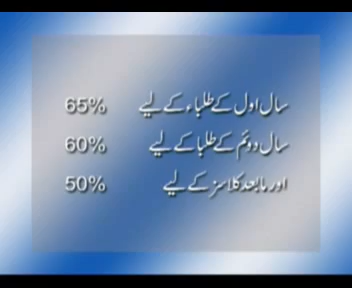 سال اول کے طلباء کے لیے 65%
سال دوئم کے طلبا کے لیے 60%
اور مابعد کلاسز کے لیے 50%